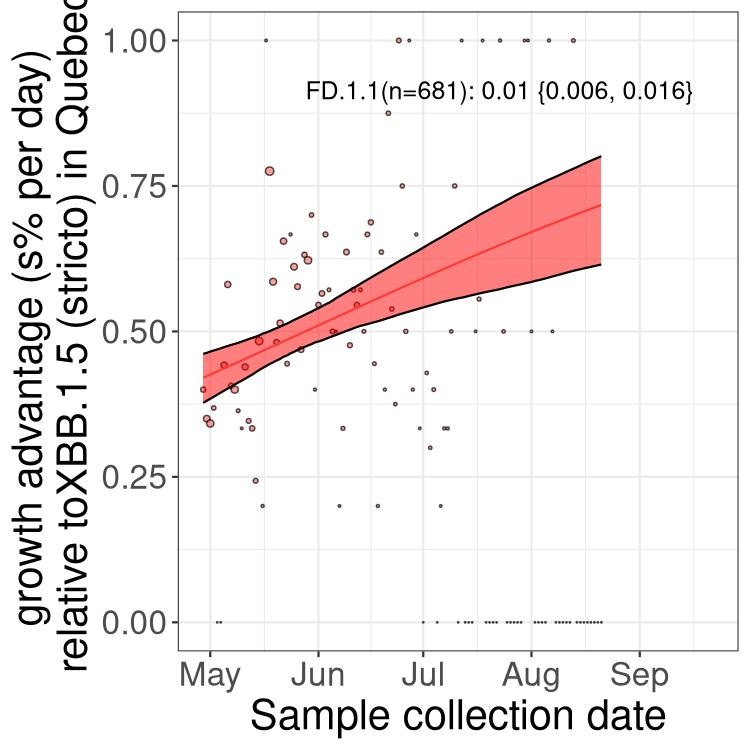 growth advantage (s% per day)
relative toXBB.1.5 (stricto) in Quebec
1.00
0.75
0.50
0.25
0.00
FD.1.1(n=681): 0.01 {0.006, 0.016}
May Jun Jul Aug Sep
Sample collection date